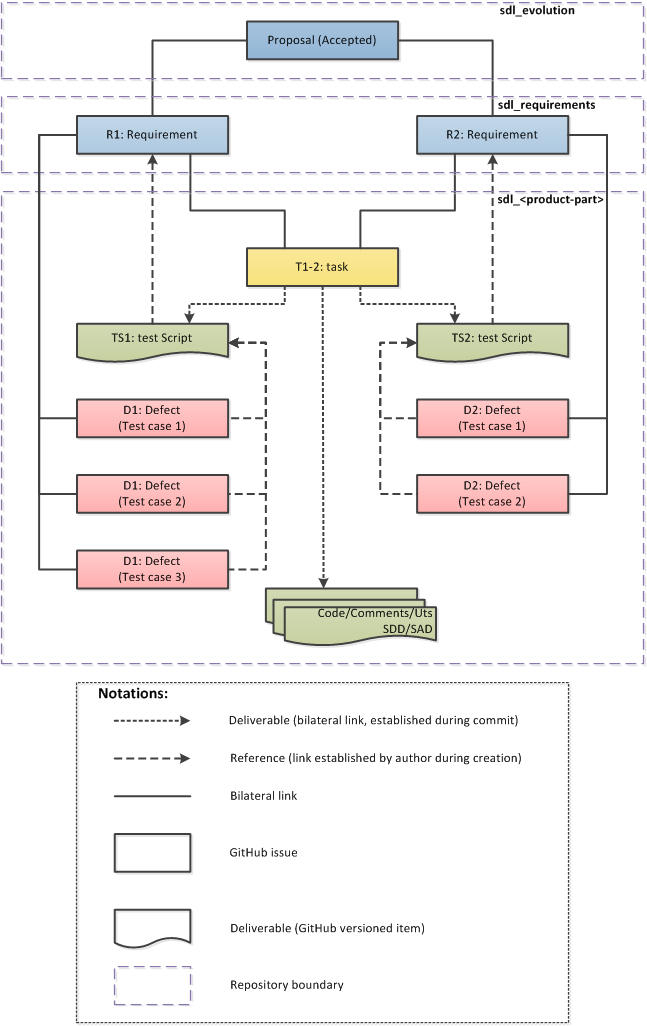 sdl_evolution
Proposal (Accepted)
sdl_requirements
R1: Requirement
R2: Requirement
sdl_<product-part>
T1-2: task
TS1: test Script
TS2: test Script
D1: Defect
(Test case 1)
D2: Defect
(Test case 1)
D1: Defect
(Test case 2)
D2: Defect
(Test case 2)
D1: Defect
(Test case 3)
Code/Comments/Uts
SDD/SAD
Notations:
Deliverable (bilateral link, established during commit)
Reference (link established by author during creation)
Bilateral link
GitHub issue
Deliverable (GitHub versioned item)
Repository boundary